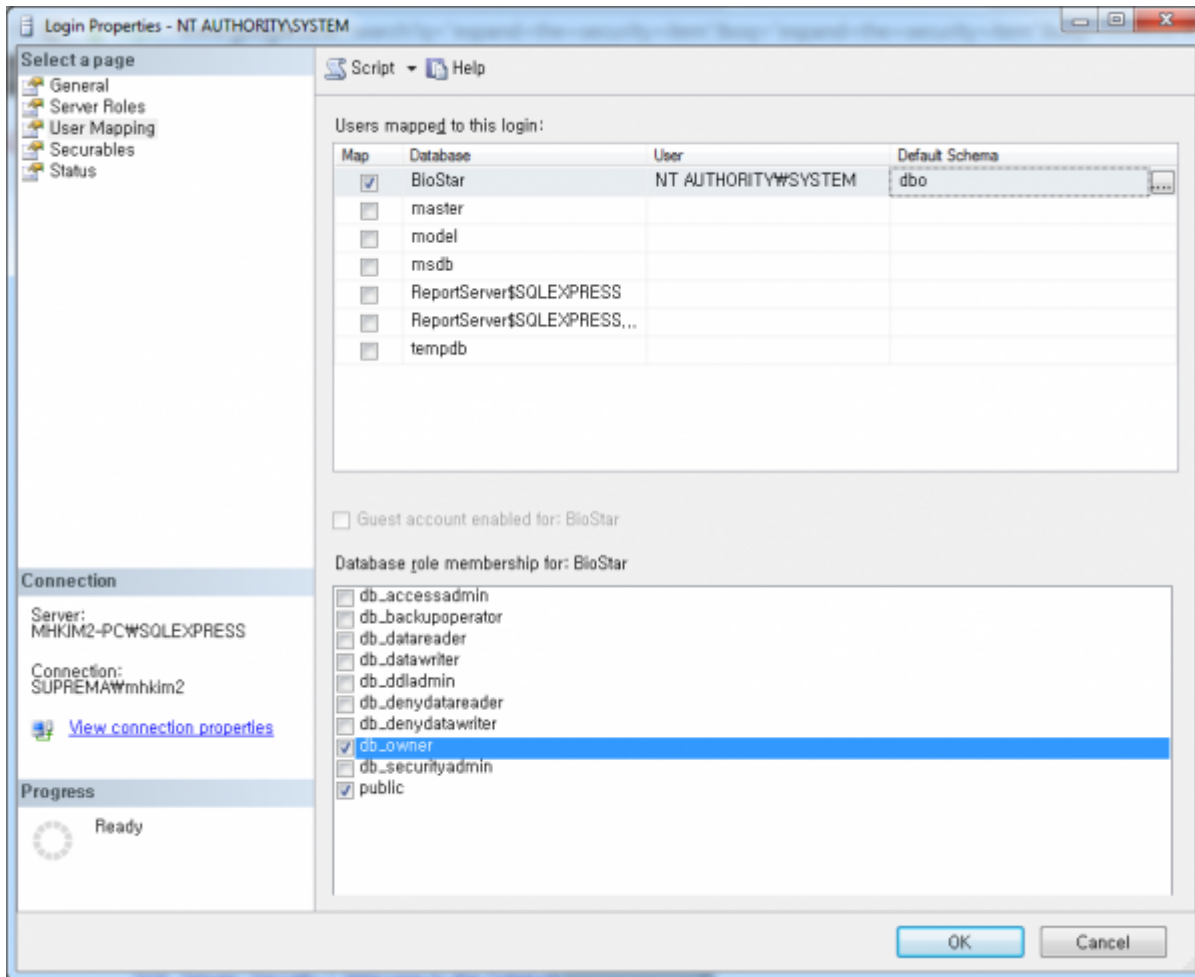 Login Properties - NT AUTHORITY\SYSTEM
Select a page
General
Server Roles
User Mapping
Securables
Status
Script Help
Users mapped to this login:
Map Database User Default Schema
BioStar NT AUTHORITY₩SYSTEM dbo ...
master
model
msdb
ReportServer$SQLEXPRESS
ReportServer$SQLEXPRESS...
tempdb
Guest account enabled for: BioStar
Database role membership for: BioStar
db_accessadmin
db_backupoperator
db_datareader
db_datawriter
db_ddladmin
db_denydatareader
db_denydatawriter
db_owner
db_securityadmin
public
Connection
Server:
MHKIM2-PC₩SQLEXPRESS
Connection:
SUPREMA₩mhkim2
View connection properties
Progress
Ready
OK Cancel